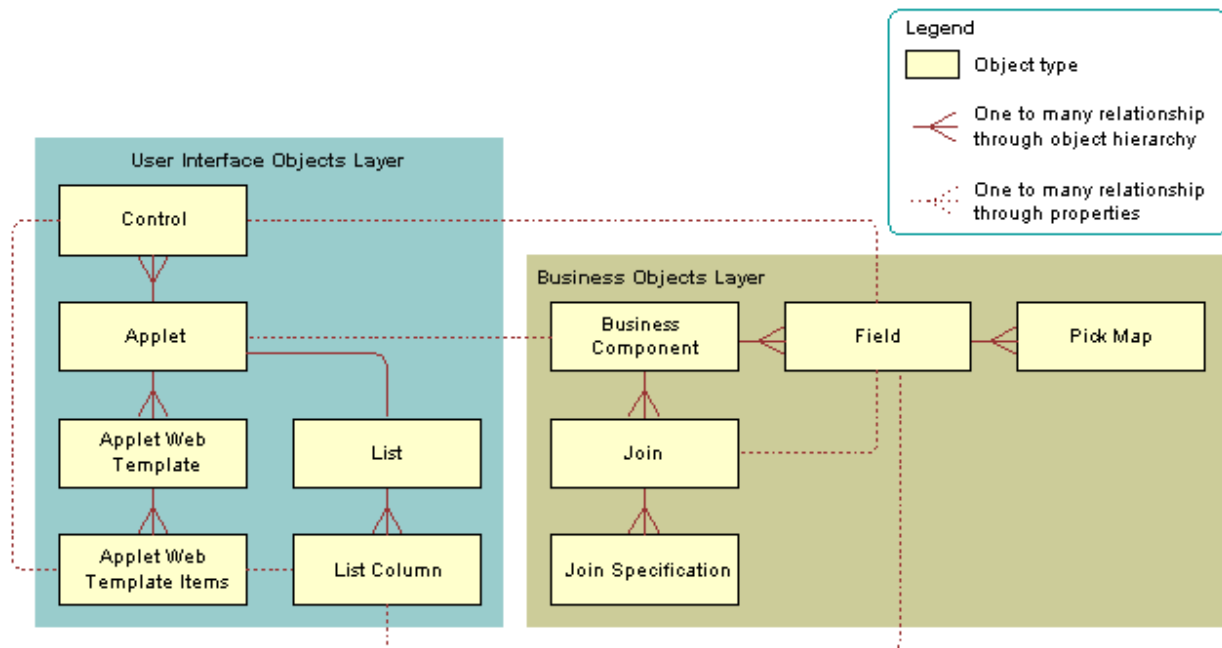 Legend
Object type
One to many relationship
through object hierarchy
One to many relationship
through properties
User Interface Objects Layer
Control
Applet
Applet Web
Template
List
Applet Web
Template Items
List Column
Business Objects Layer
Business
Component
Field
Pick Map
Join
Join Specification